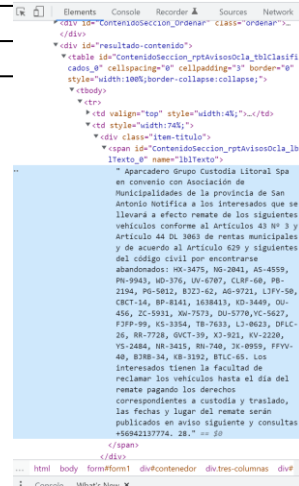 Elements Console Recorder Sources Network
<div id="ContenidoSeccion_Ordenar" class="ordenar">…
</div>
▼<div id="resultado-contenido">
▼<table id="ContenidoSeccion_rptAvisosOcla_tblClasifi
cados_0" cellspacing="0" cellpadding="3" border="0"
style="width:100%;border-collapse:collapse;">
▼<tbody>
▼<tr>
▶<td valign="top" style="width:4%;">…</td>
▼<td style="width:74%;">
▼<div class="item-titulo">
▼<span id="ContenidoSeccion_rptAvisosOcla_lb
lTexto_0" name="lblTexto">
" Aparcadero Grupo Custodia Litoral Spa
en convenio con Asociación de
Municipalidades de la provincia de San
Antonio Notifica a los interesados que se
llevará a efecto remate de los siguientes
vehículos conforme al Artículos 43 Nº 3 y
Artículo 44 DL 3063 de rentas municipales
y de acuerdo al Artículo 629 y siguientes
del código civil por encontrarse
abandonados: HX-3475, NG-2041, AS-4559,
PN-9943, WD-376, UV-6707, CLRF-60, PB-
2194, PG-5012, BJZJ-62, AG-9721, LJFY-50,
CBCT-14, BP-8141, 1638413, KD-3449, OU-
456, ZC-5931, XW-7573, DU-5770,YC-5627,
FJFP-99, KS-3354, TB-7633, LJ-0623, DFLC-
26, RR-7728, GVCT-39, XJ-921, KV-2220,
YS-2484, NR-3415, RN-740, JX-0959, FFYV-
40, BJRB-34, KB-3192, BTLC-65. Los
interesados tienen la facultad de
reclamar los vehículos hasta el día del
remate pagando los derechos
correspondientes a custodia y traslado,
las fechas y lugar del remate serán
publicados en aviso siguiente y consultas
+56942137774. 28." == $0
</span>
</div>
... html body form#form1 div#contenedor div.tres-columnas div#
Console What's New X